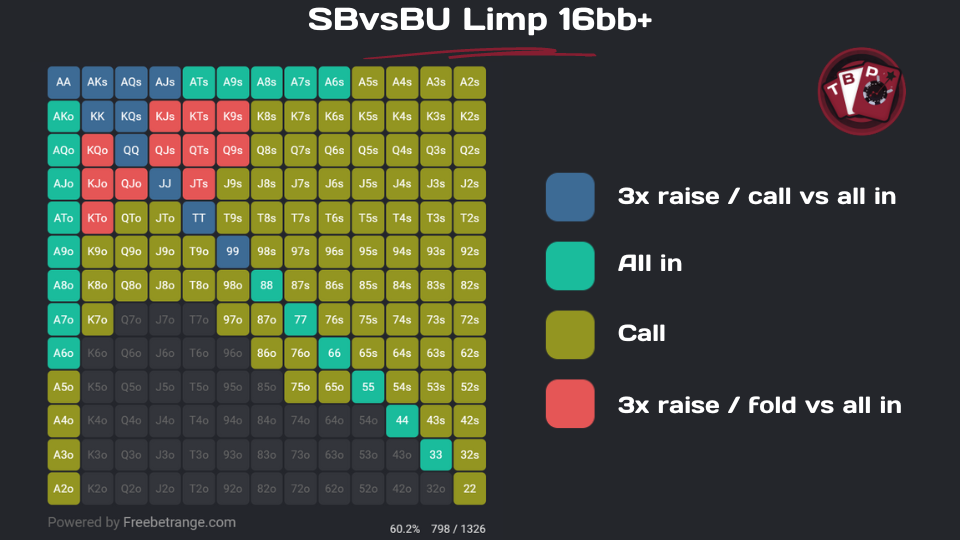 SBvsBU Limp 16bb+
T B P
AA AKs AQs AJs ATs A9s A8s A7s A6s A5s A4s A3s A2s
AKo KK KQs KJs KTs K9s K8s K7s K6s K5s K4s K3s K2s
AQo KQo QQ QJs QTs Q9s Q8s Q7s Q6s Q5s Q4s Q3s Q2s
AJo KJo QJo JJ JTs J9s J8s J7s J6s J5s J4s J3s J2s
ATo KTo QTo JTo TT T9s T8s T7s T6s T5s T4s T3s T2s
A9o K9o Q9o J9o T9o 99 98s 97s 96s 95s 94s 93s 92s
A8o K8o Q8o J8o T8o 98o 88 87s 86s 85s 84s 83s 82s
A7o K7o Q7o J7o T7o 97o 87o 77 76s 75s 74s 73s 72s
A6o K6o Q6o J6o T6o 96o 86o 76o 66 65s 64s 63s 62s
A5o K5o Q5o J5o T5o 95o 85o 75o 65o 55 54s 53s 52s
A4o K4o Q4o J4o T4o 94o 84o 74o 64o 54o 44 43s 42s
A3o K3o Q3o J3o T3o 93o 83o 73o 63o 53o 43o 33 32s
A2o K2o Q2o J2o T2o 92o 82o 72o 62o 52o 42o 32o 22
Powered by Freebetrange.com
60.2% 798 / 1326
3x raise / call vs all in
All in
Call
3x raise / fold vs all in